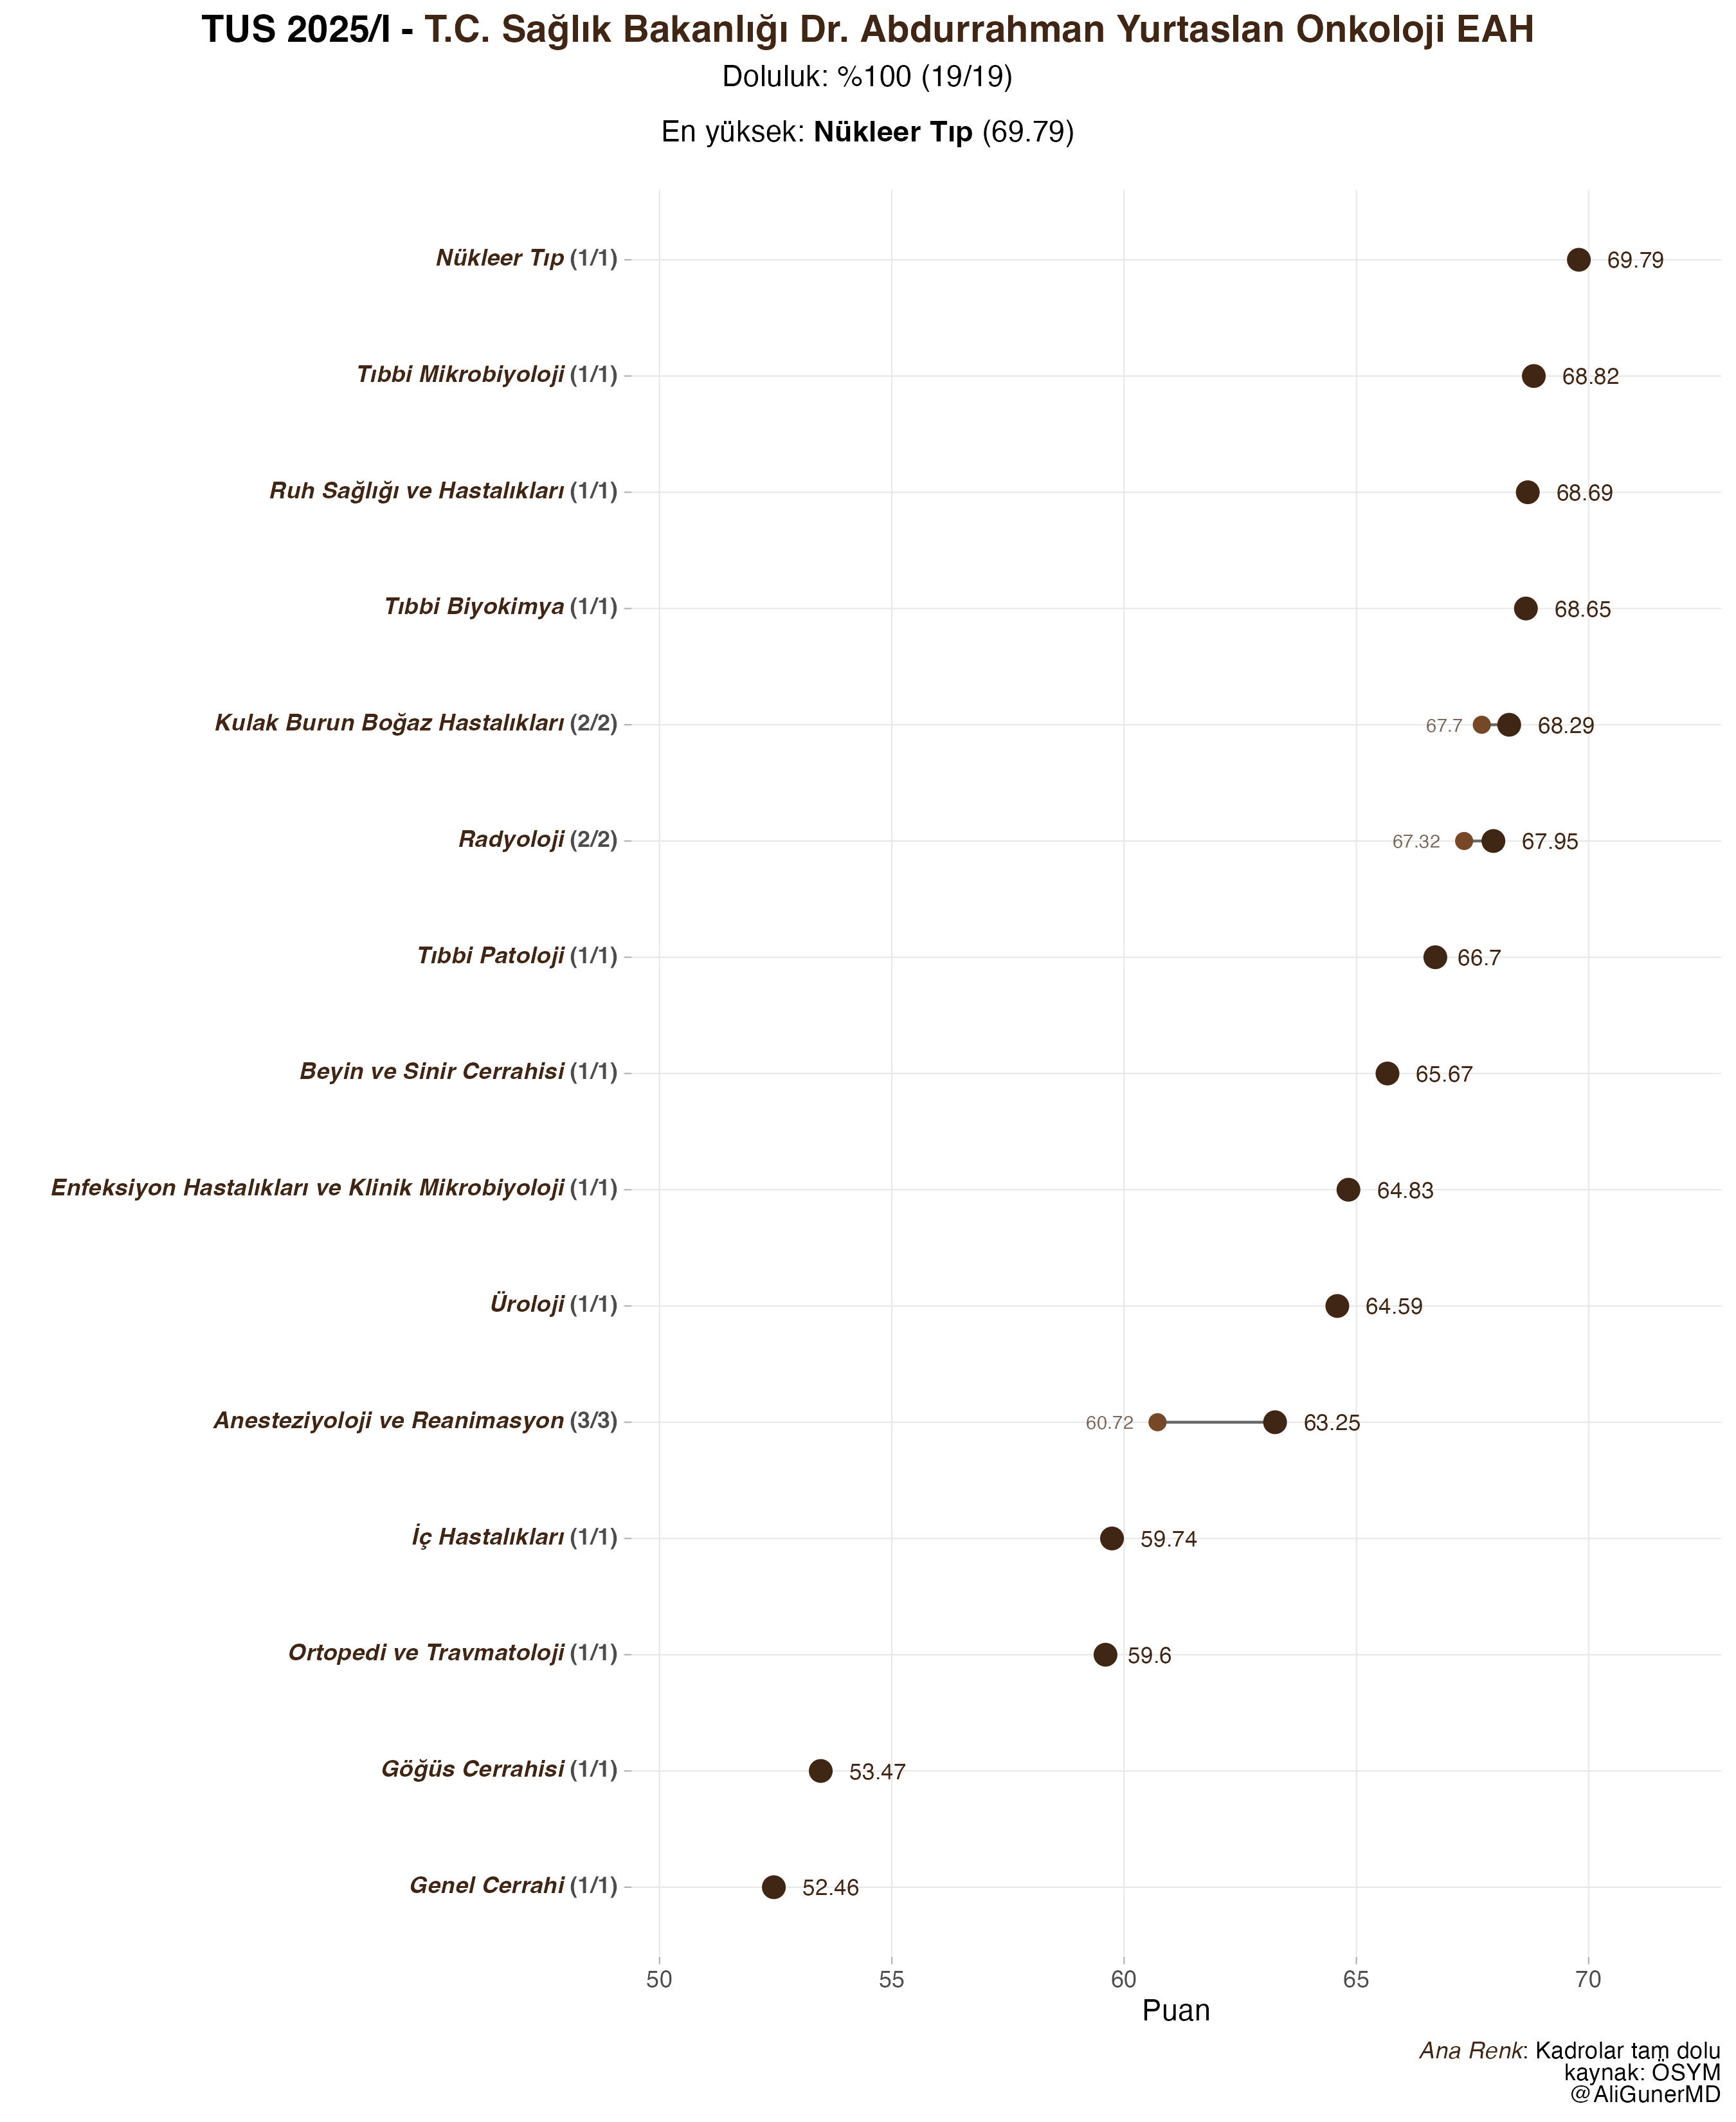 TUS 2025/I - T.C. Sağlık Bakanlığı Dr. Abdurrahman Yurtaslan Onkoloji EAH
Doluluk: %100 (19/19)
En yüksek: Nükleer Tıp (69.79)
Nükleer Tıp (1/1) 69.79
Tıbbi Mikrobiyoloji (1/1) 68.82
Ruh Sağlığı ve Hastalıkları (1/1) 68.69
Tıbbi Biyokimya (1/1) 68.65
Kulak Burun Boğaz Hastalıkları (2/2) 67.7 68.29
Radyoloji (2/2) 67.32 67.95
Tıbbi Patoloji (1/1) 66.7
Beyin ve Sinir Cerrahisi (1/1) 65.67
Enfeksiyon Hastalıkları ve Klinik Mikrobiyoloji (1/1) 64.83
Üroloji (1/1) 64.59
Anesteziyoloji ve Reanimasyon (3/3) 60.72 63.25
İç Hastalıkları (1/1) 59.74
Ortopedi ve Travmatoloji (1/1) 59.6
Göğüs Cerrahisi (1/1) 53.47
Genel Cerrahi (1/1) 52.46
50 55 60 65 70
Puan
Ana Renk: Kadrolar tam dolu
kaynak: ÖSYM
@AliGunerMD